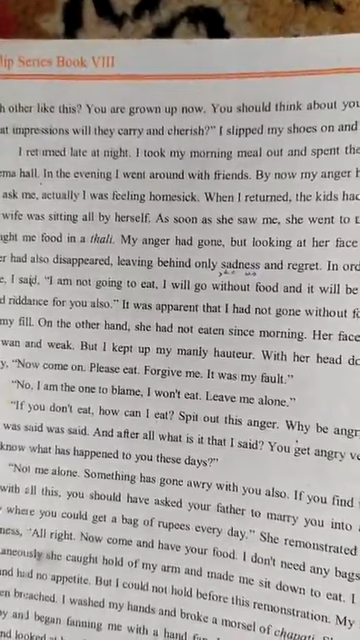 lip Series Book VIII
h other like this? You are grown up now. You should think about you
at impressions will they carry and cherish?" I slipped my shoes on and
I returned late at night. I took my morning meal out and spent the
ema hall. In the evening I went around with friends. By now my anger h
ask me, actually I was feeling homesick. When I returned, the kids had
wife was sitting all by herself. As soon as she saw me, she went to t
ught me food in a thali. My anger had gone, but looking at her face
er had also disappeared, leaving behind only sadness and regret. In ord
e, I said, "I am not going to eat, I will go without food and it will be
d riddance for you also." It was apparent that I had not gone without fo
my fill. On the other hand, she had not eaten since morning. Her face
wan and weak. But I kept up my manly hauteur. With her head do
y, "Now come on. Please eat. Forgive me. It was my fault."
"No, I am the one to blame, I won't eat. Leave me alone."
"If you don't eat, how can I eat? Spit out this anger. Why be angr
was said was said. And after all what is it that I said? You get angry ve
know what has happened to you these days?"
"Not me alone. Something has gone awry with you also. If you find
with all this, you should have asked your father to marry you into
where you could get a bag of rupees every day." She remonstrated
ness, "All right. Now come and have your food. I don't need any bags
aneously she caught hold of my arm and made me sit down to eat. I
and had no appetite. But I could not hold before this remonstration. My
en breached. I washed my hands and broke a morsel of chapati.
by and began fanning me with a hand fan
and looked at